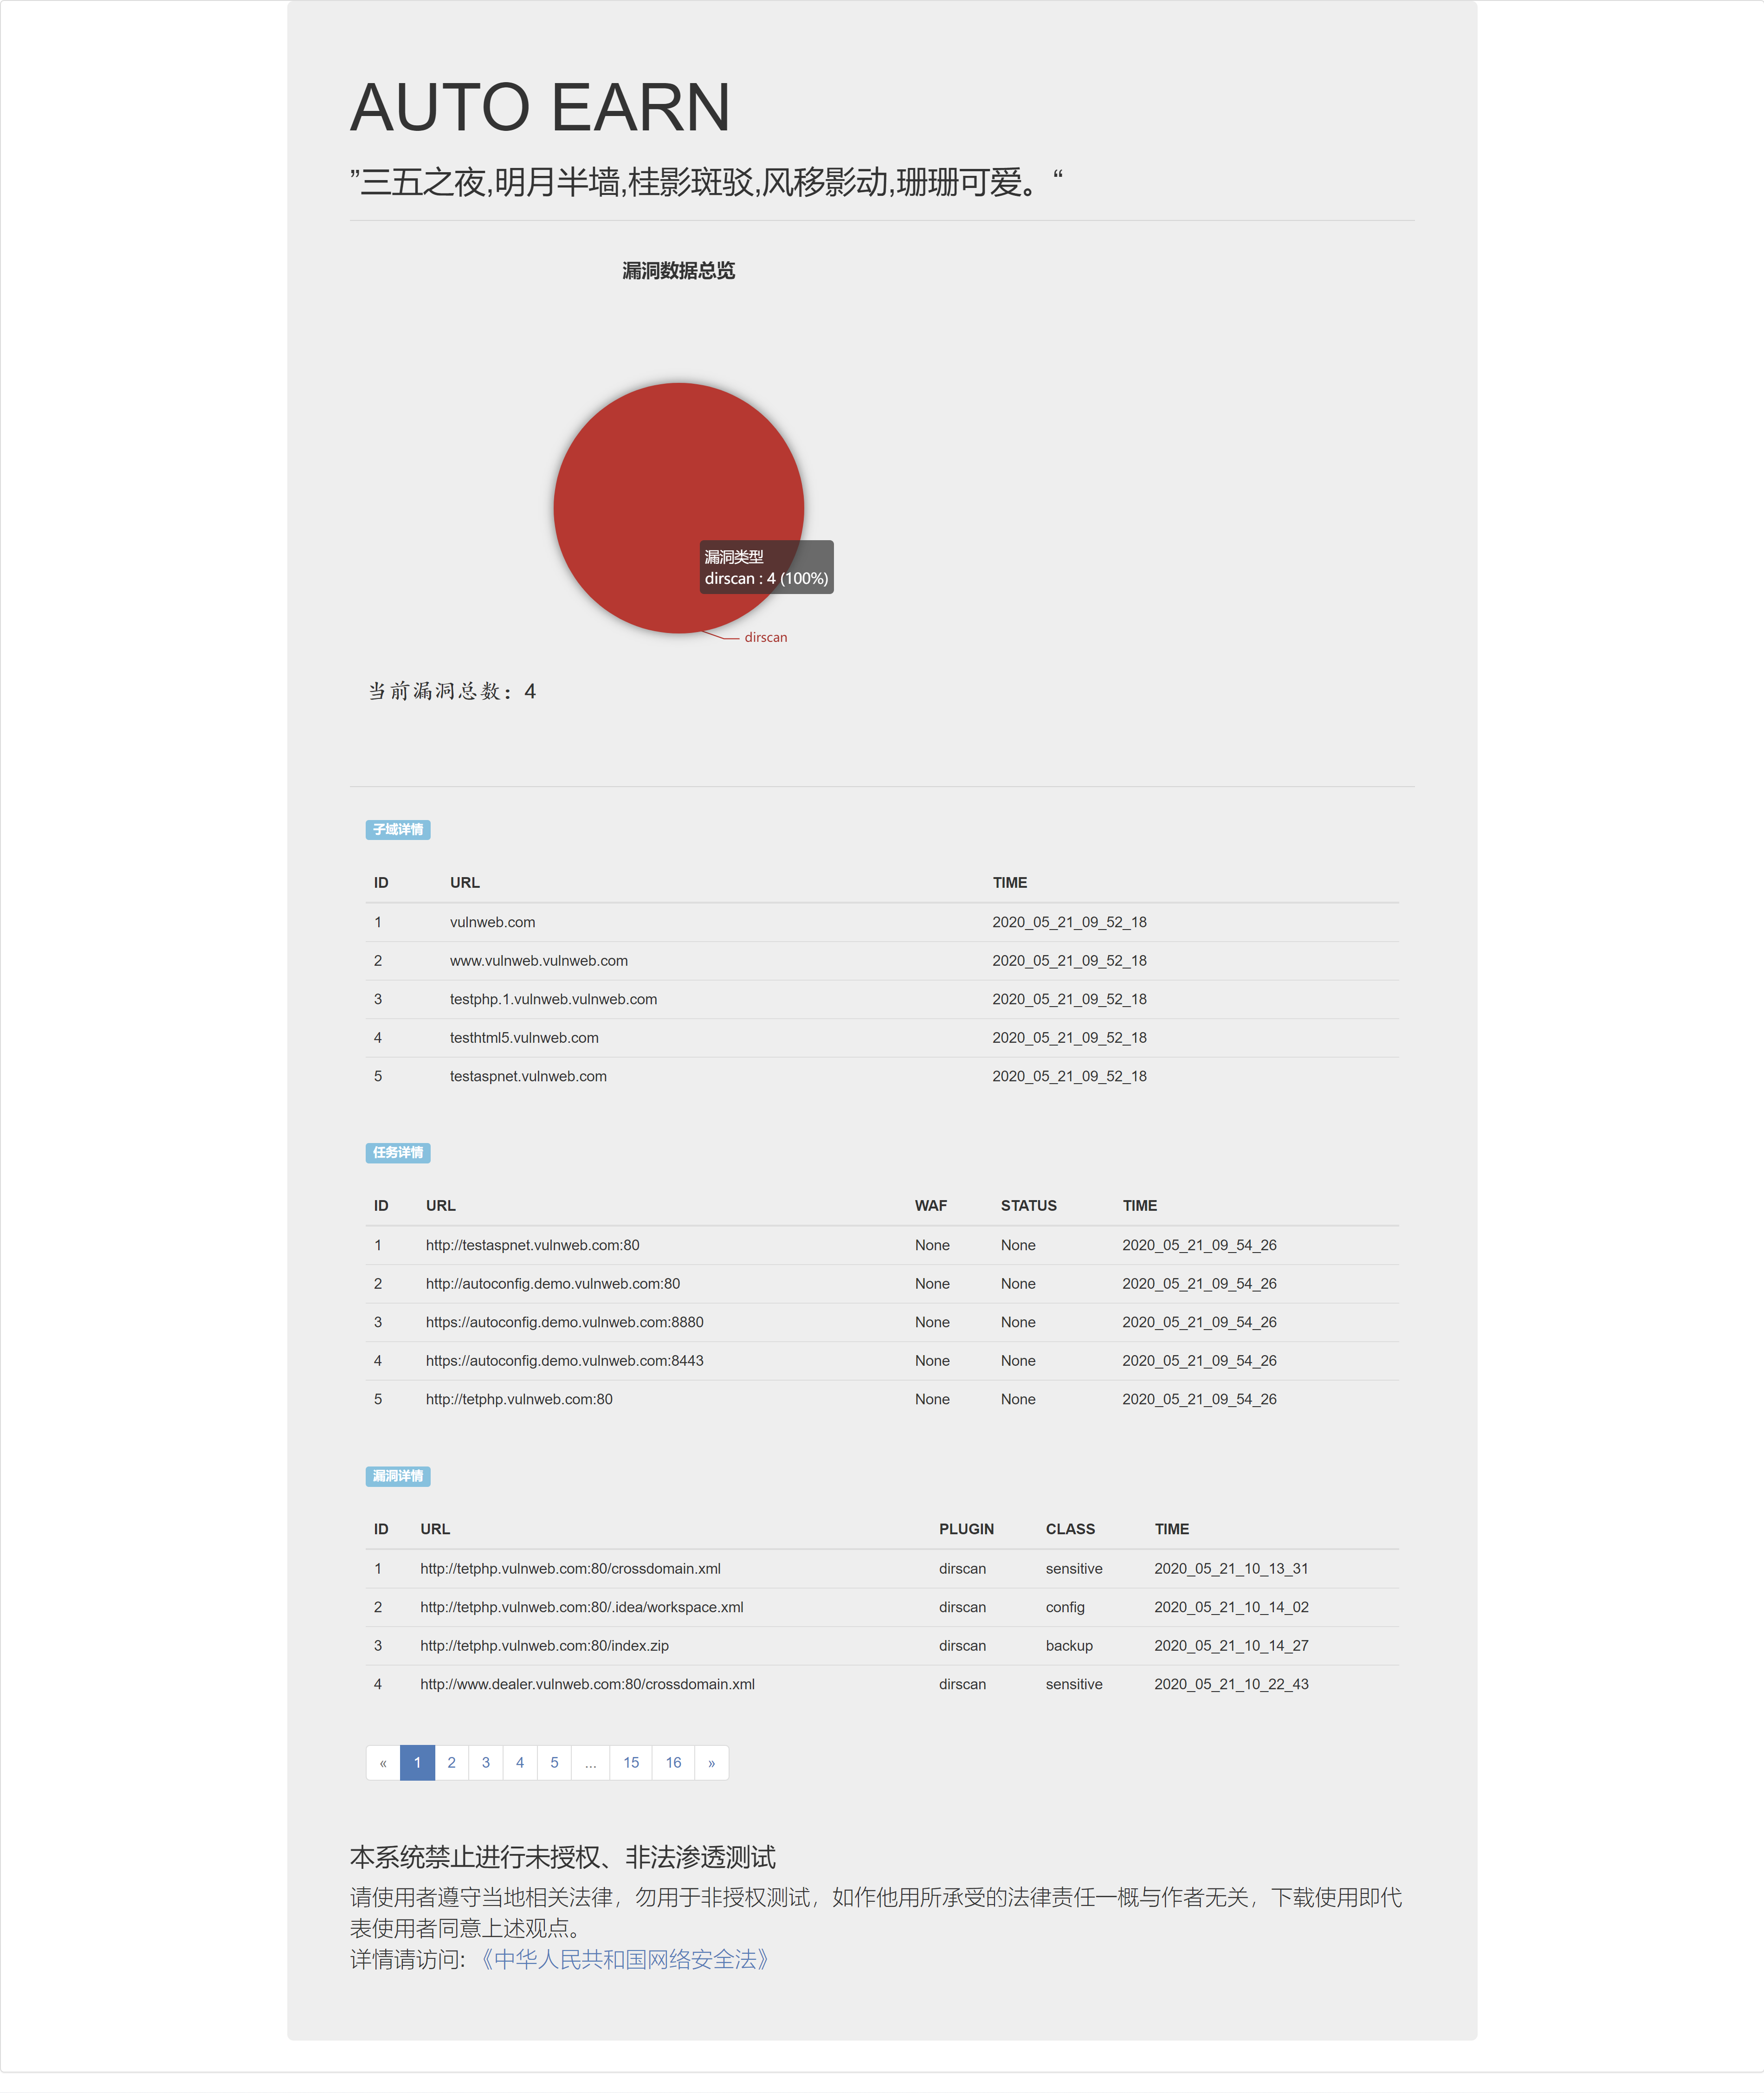 AUTO EARN
”三五之夜,明月半墙,桂影斑驳,风移影动,珊珊可爱。“
漏洞数据总览
漏洞类型
dirscan : 4 (100%)
dirscan
当前漏洞总数：4
子域详情
ID URL TIME
1 vulnweb.com 2020_05_21_09_52_18
2 www.vulnweb.vulnweb.com 2020_05_21_09_52_18
3 testphp.1.vulnweb.vulnweb.com 2020_05_21_09_52_18
4 testhtml5.vulnweb.com 2020_05_21_09_52_18
5 testaspnet.vulnweb.com 2020_05_21_09_52_18
任务详情
ID URL WAF STATUS TIME
1 http://testaspnet.vulnweb.com:80 None None 2020_05_21_09_54_26
2 http://autoconfig.demo.vulnweb.com:80 None None 2020_05_21_09_54_26
3 https://autoconfig.demo.vulnweb.com:8880 None None 2020_05_21_09_54_26
4 https://autoconfig.demo.vulnweb.com:8443 None None 2020_05_21_09_54_26
5 http://tetphp.vulnweb.com:80 None None 2020_05_21_09_54_26
漏洞详情
ID URL PLUGIN CLASS TIME
1 http://tetphp.vulnweb.com:80/crossdomain.xml dirscan sensitive 2020_05_21_10_13_31
2 http://tetphp.vulnweb.com:80/.idea/workspace.xml dirscan config 2020_05_21_10_14_02
3 http://tetphp.vulnweb.com:80/index.zip dirscan backup 2020_05_21_10_14_27
4 http://www.dealer.vulnweb.com:80/crossdomain.xml dirscan sensitive 2020_05_21_10_22_43
« 1 2 3 4 5 ... 15 16 »
本系统禁止进行未授权、非法渗透测试
请使用者遵守当地相关法律，勿用于非授权测试，如作他用所承受的法律责任一概与作者无关，下载使用即代
表使用者同意上述观点。
详情请访问: 《中华人民共和国网络安全法》